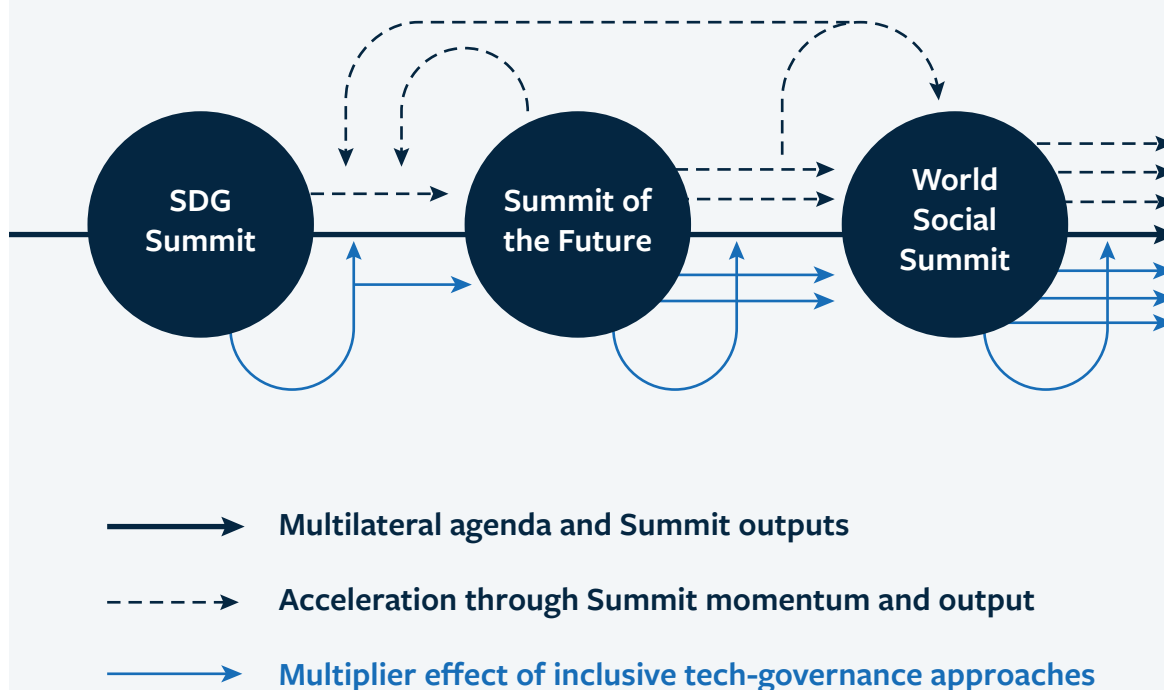 SDG
Summit
Summit of
the Future
World
Social
Summit
Multilateral agenda and Summit outputs
Acceleration through Summit momentum and output
Multiplier effect of inclusive tech-governance approaches